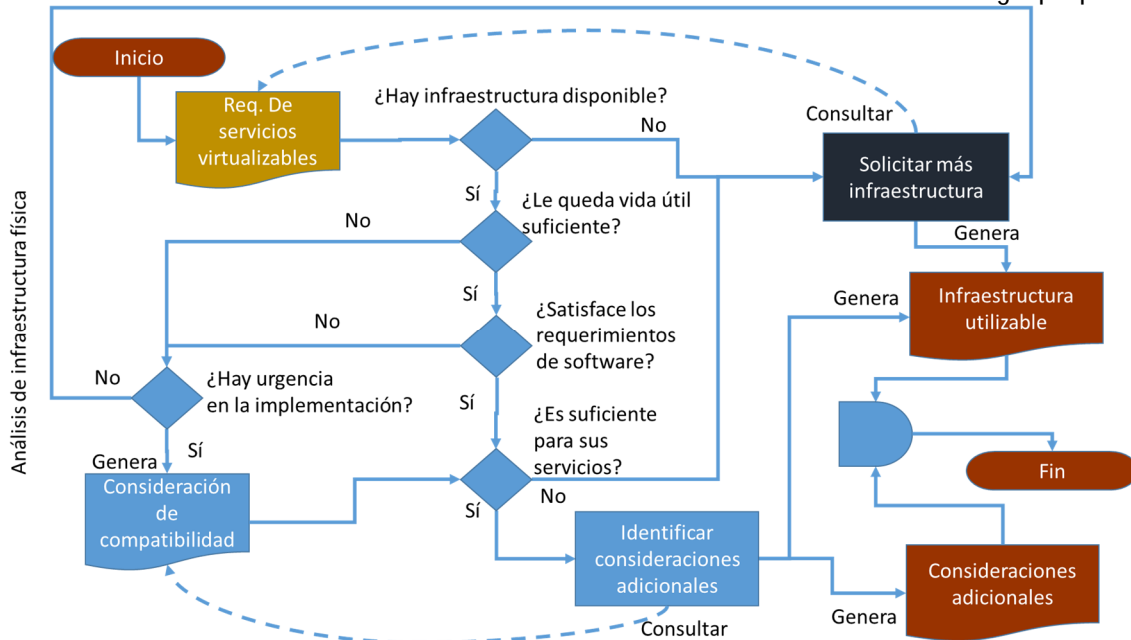 Inicio
Req. De
servicios
virtualizables
¿Hay infraestructura disponible?
No
Consultar
Solicitar más
infraestructura
Sí
¿Le queda vida útil
suficiente?
No
Genera
Análisis de infraestructura física
Sí
¿Satisface los
requerimientos
de software?
No
Genera
Infraestructura
utilizable
No
¿Hay urgencia
en la implementación?
Sí
¿Es suficiente
para sus
servicios?
Sí
Genera
No
Consideración
de
compatibilidad
Sí
Fin
Identificar
consideraciones
adicionales
Consideraciones
adicionales
Genera
Consultar